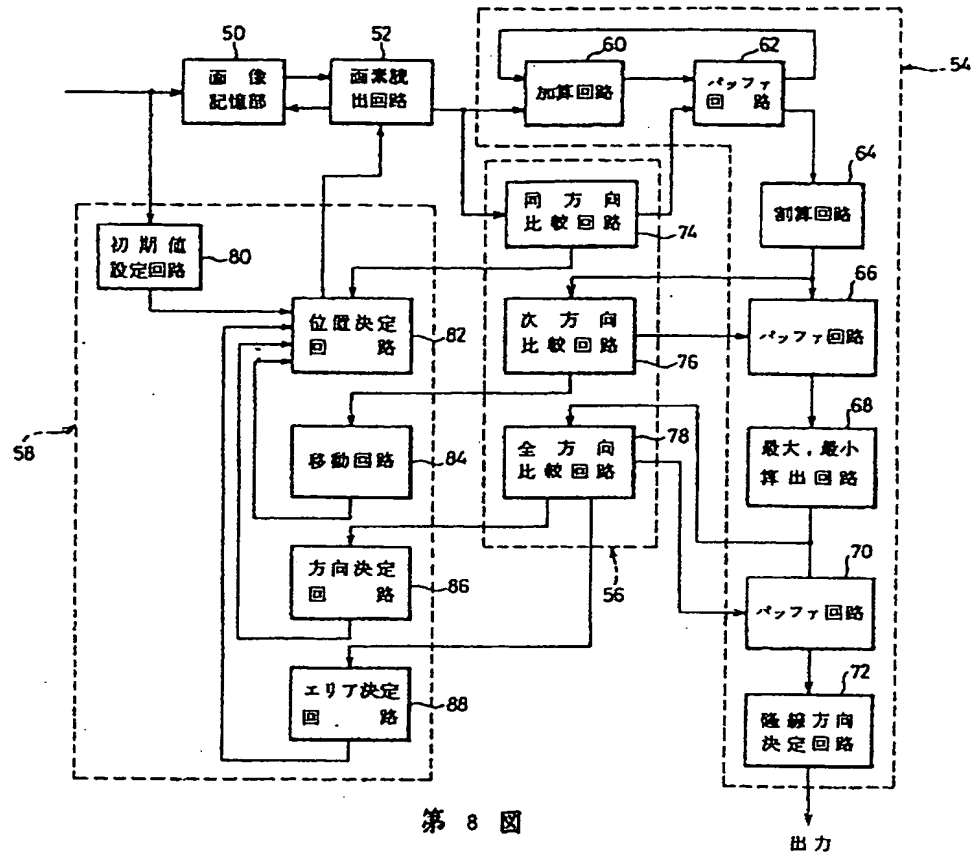 50
画像
記憶部
52
画素読
出回路
60
加算回路
62
バッファ
回路
54
64
割算回路
同方向
比較回路
74
初期値
設定回路
80
66
バッファ回路
位置決定
回路
82
次方向
比較回路
76
68
最大,最小
算出回路
58
移動回路
84
全方向
比較回路
78
方向決定
回路
86
56
70
バッファ回路
エリア決定
回路
88
72
隆線方向
決定回路
第8図
出力